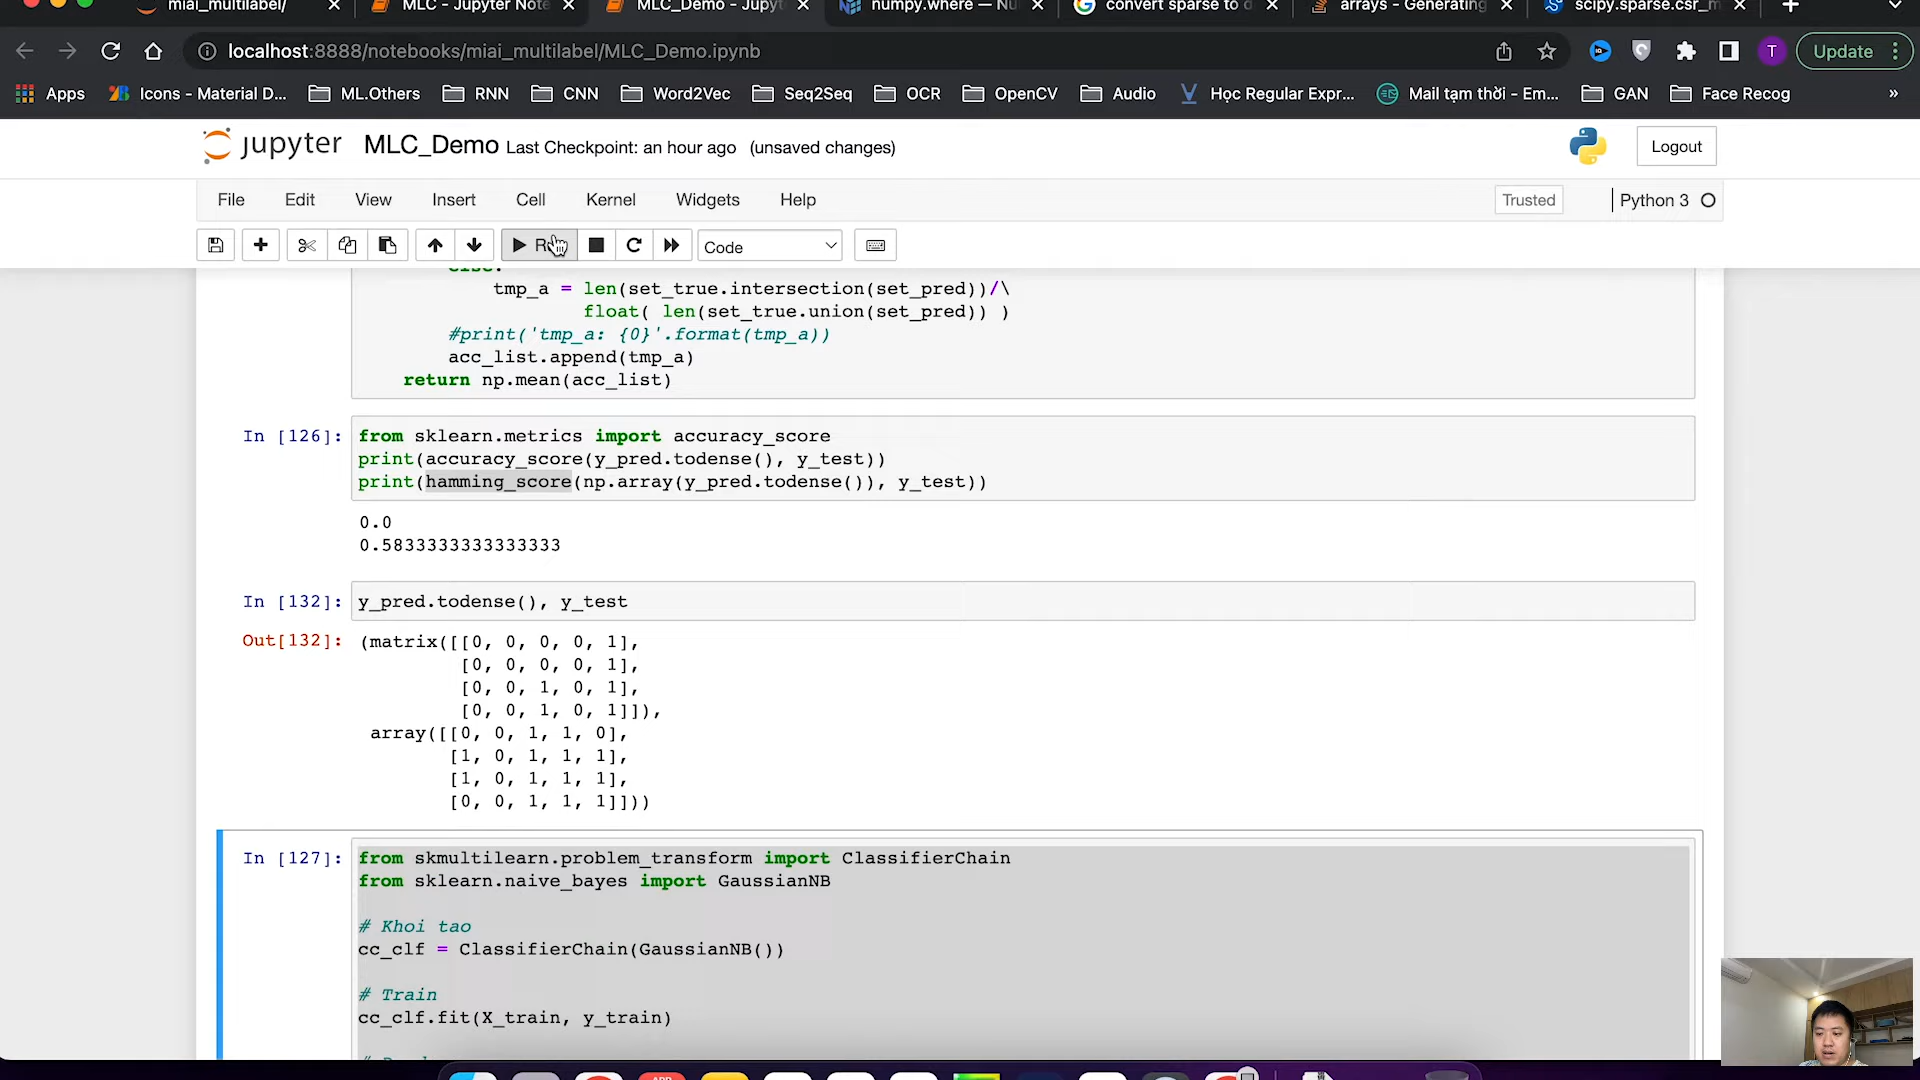 miai_multilabel/
MLC - Jupyter Note
MLC_Demo - Jupyt
numpy.where — Nu
convert sparse to d
arrays - Generating
scipy.sparse.csr_m
localhost:8888/notebooks/miai_multilabel/MLC_Demo.ipynb
T
Update
Apps
Icons - Material D...
ML.Others
RNN
CNN
Word2Vec
Seq2Seq
OCR
OpenCV
Audio
Học Regular Expr...
Mail tạm thời - Em...
GAN
Face Recog
»
jupyter MLC_Demo Last Checkpoint: an hour ago (unsaved changes)
Logout
File Edit View Insert Cell Kernel Widgets Help
Trusted
Python 3
Code
else:
tmp_a = len(set_true.intersection(set_pred))/\
float( len(set_true.union(set_pred)) )
#print('tmp_a: {0}'.format(tmp_a))
acc_list.append(tmp_a)
return np.mean(acc_list)
In [126]: from sklearn.metrics import accuracy_score
print(accuracy_score(y_pred.todense(), y_test))
print(hamming_score(np.array(y_pred.todense()), y_test))
0.0
0.5833333333333333
In [132]: y_pred.todense(), y_test
Out[132]: (matrix([[0, 0, 0, 0, 1],
[0, 0, 0, 0, 1],
[0, 0, 1, 0, 1],
[0, 0, 1, 0, 1]]),
array([[0, 0, 1, 1, 0],
[1, 0, 1, 1, 1],
[1, 0, 1, 1, 1],
[0, 0, 1, 1, 1]]))
In [127]: from skmultilearn.problem_transform import ClassifierChain
from sklearn.naive_bayes import GaussianNB
# Khoi tao
cc_clf = ClassifierChain(GaussianNB())
# Train
cc_clf.fit(X_train, y_train)